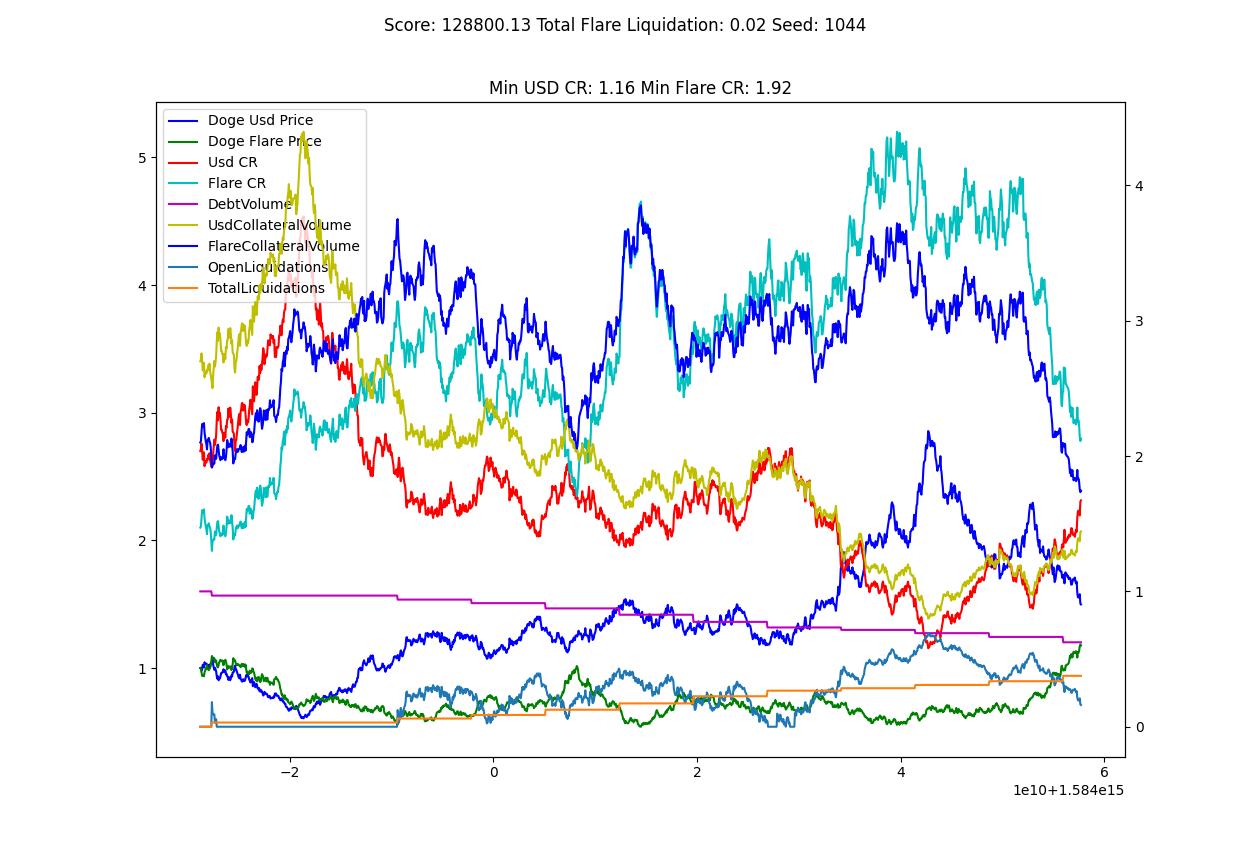 Score: 128800.13 Total Flare Liquidation: 0.02 Seed: 1044
Min USD CR: 1.16 Min Flare CR: 1.92
Doge Usd Price
Doge Flare Price
Usd CR
Flare CR
DebtVolume
UsdCollateralVolume
FlareCollateralVolume
OpenLiquidations
TotalLiquidations
5
4
3
2
1
4
3
2
1
0
−2
0
2
4
6
1e10+1.584e15